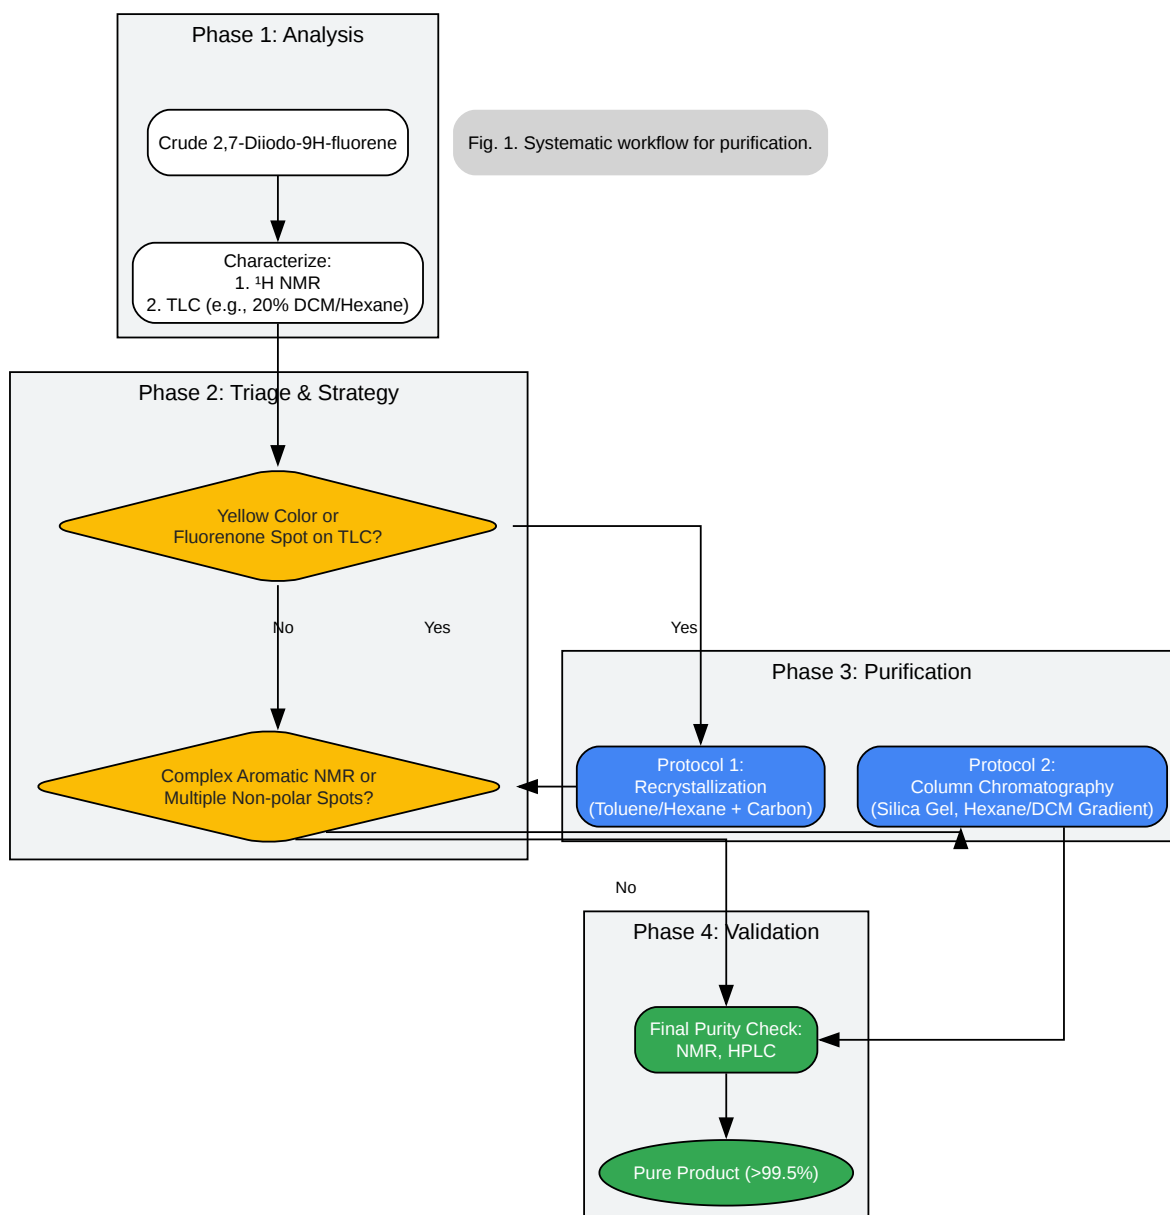 Phase 1: Analysis
Crude 2,7-Diiodo-9H-fluorene
Fig. 1. Systematic workflow for purification.
Characterize:
1. ¹H NMR
2. TLC (e.g., 20% DCM/Hexane)
Phase 2: Triage & Strategy
Yellow Color or
Fluorenone Spot on TLC?
No
Yes
Yes
Phase 3: Purification
Complex Aromatic NMR or
Multiple Non-polar Spots?
Protocol 1:
Recrystallization
(Toluene/Hexane + Carbon)
Protocol 2:
Column Chromatography
(Silica Gel, Hexane/DCM Gradient)
No
Phase 4: Validation
Final Purity Check:
NMR, HPLC
Pure Product (>99.5%)